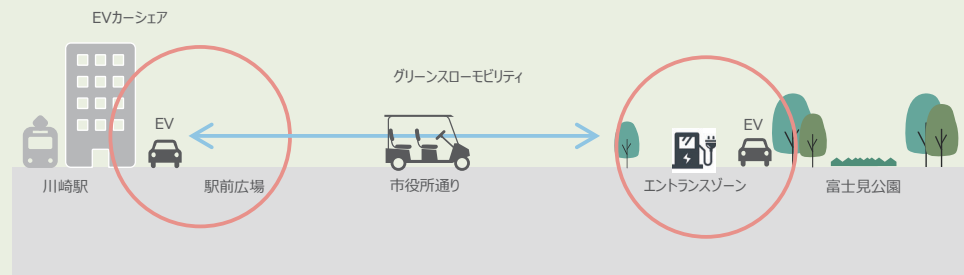 EVカーシェア
グリーンスローモビリティ
EV
EV
川崎駅
駅前広場
市役所通り
エントランスゾーン
富士見公園